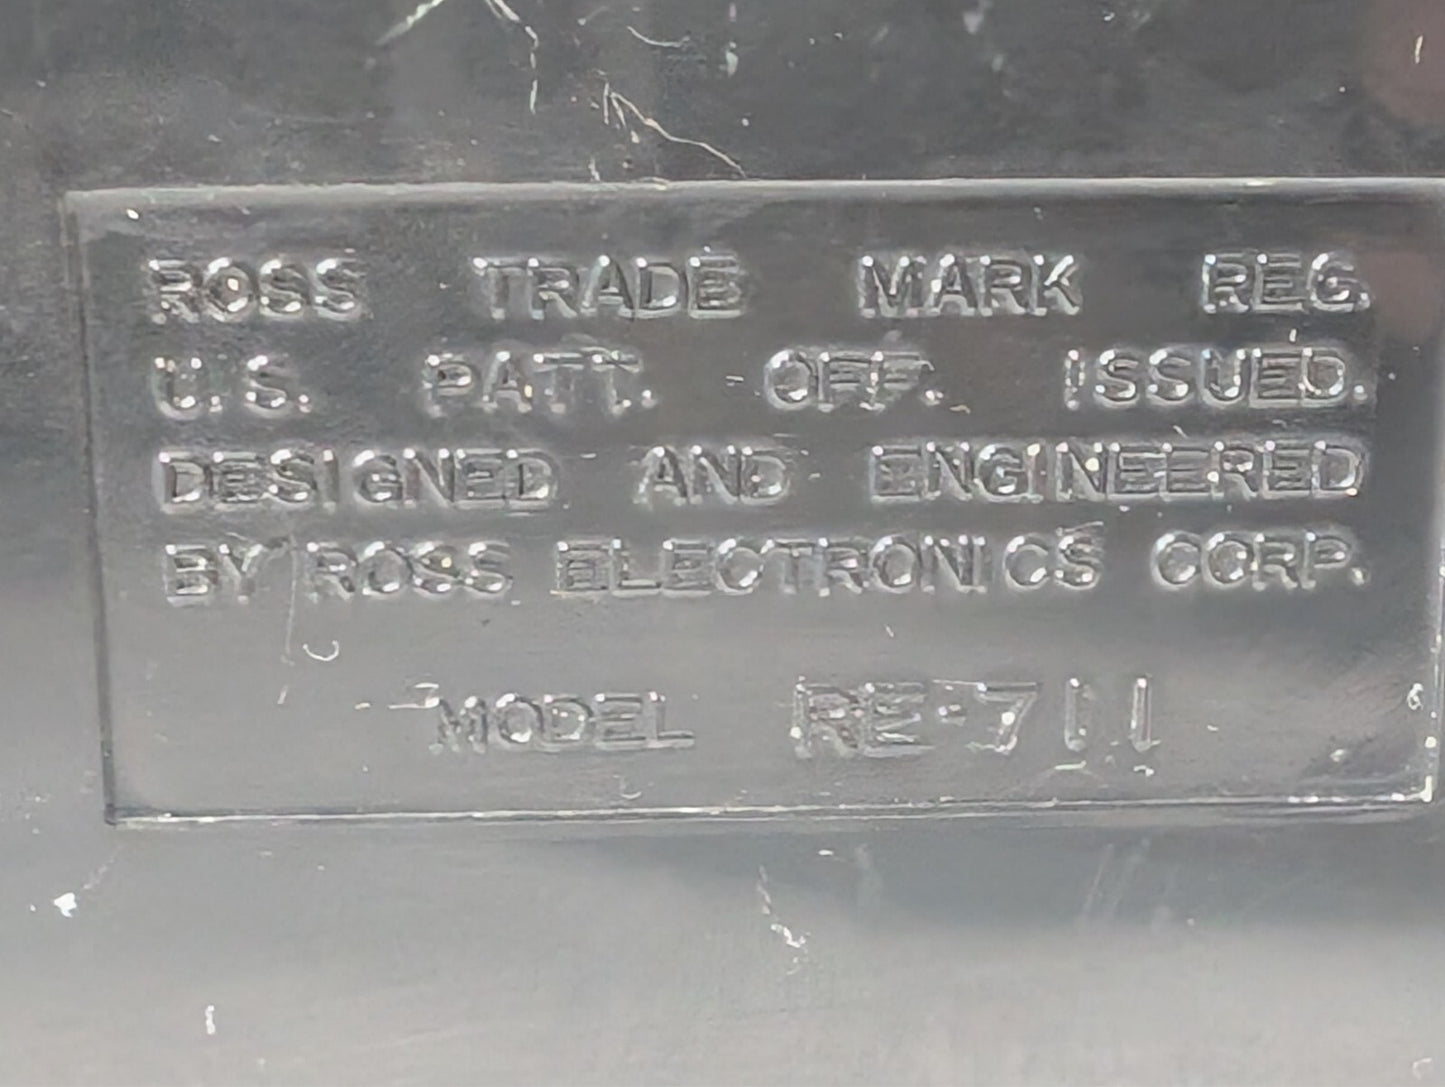 ROSS TRADE MARK REG.
U.S. PATT. OFF. ISSUED.
DESIGNED AND ENGINEERED
BY ROSS ELECTRONICS CORP.
MODEL RE-711